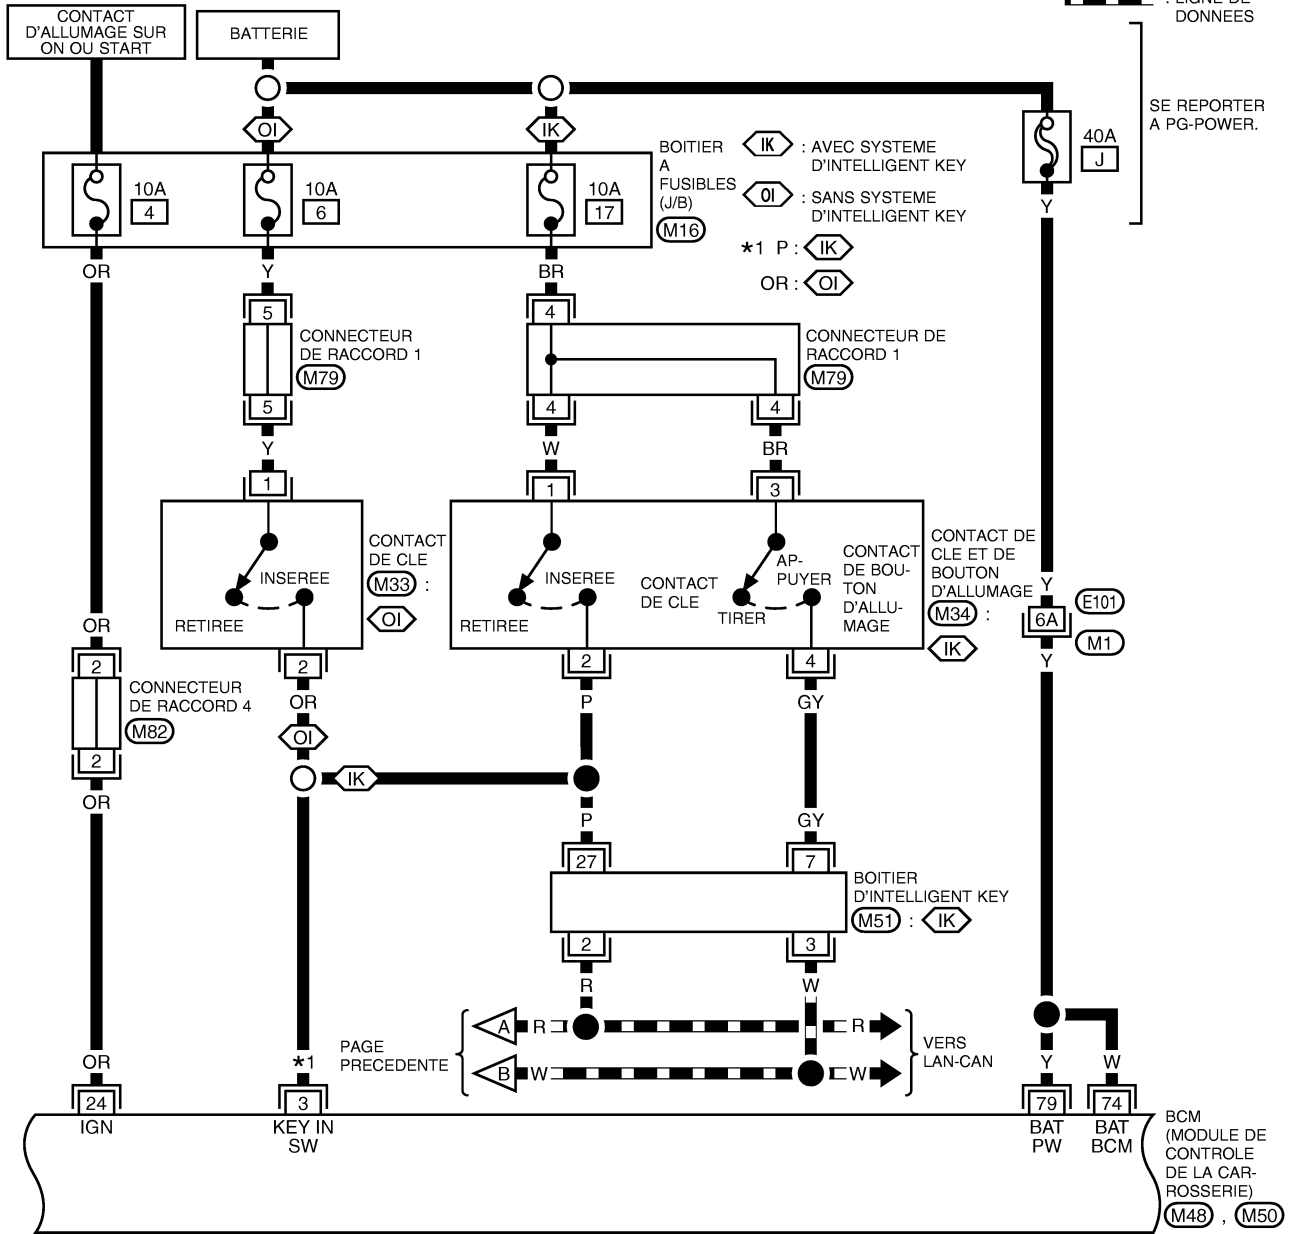 : LIGNE DE
DONNEES
CONTACT
D'ALLUMAGE SUR
ON OU START
BATTERIE
OI
IK
SE REPORTER
A PG-POWER.
40A
J
Y
10A
4
10A
6
10A
17
BOITIER
A
FUSIBLES
(J/B)
M16
IK : AVEC SYSTEME
D'INTELLIGENT KEY
OI : SANS SYSTEME
D'INTELLIGENT KEY
*1 P : IK
OR : OI
OR
Y
BR
5
4
CONNECTEUR
DE RACCORD 1
M79
CONNECTEUR DE
RACCORD 1
M79
5
4
4
Y
W
BR
1
1
3
INSEREE
RETIREE
CONTACT
DE CLE
M33 :
OI
INSEREE
RETIREE
CONTACT
DE CLE
AP-
PUYER
TIRER
CONTACT
DE BOU-
TON
D'ALLU-
MAGE
CONTACT DE
CLE ET DE
BOUTON
D'ALLUMAGE
M34 :
IK
Y
6A
E101
M1
Y
OR
2
CONNECTEUR
DE RACCORD 4
M82
2
OR
2
OR
OI
IK
2
P
4
GY
P
GY
27
7
BOITIER
D'INTELLIGENT KEY
M51 : IK
2
3
R
W
PAGE
PRECEDENTE
A R
R
B W
W
VERS
LAN-CAN
OR
*1
Y
W
24
3
79
74
IGN
KEY IN
SW
BAT
PW
BAT
BCM
BCM
(MODULE DE
CONTROLE
DE LA CAR-
ROSSERIE)
M48 , M50